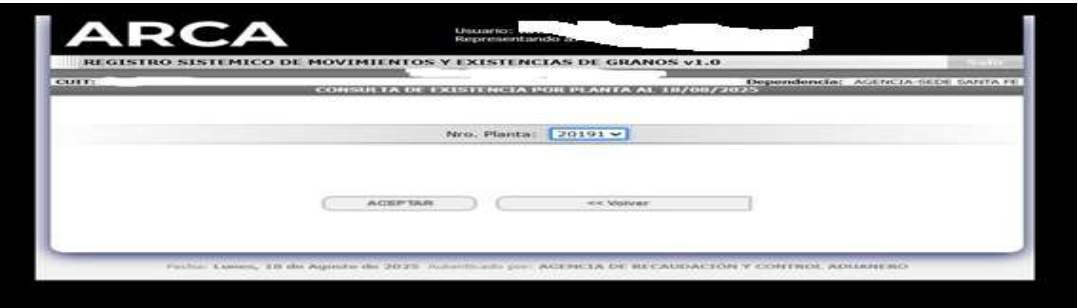 ARCA
Usuario:
Representando a
REGISTRO SISTEMICO DE MOVIMIENTOS Y EXISTENCIAS DE GRANOS v1.0
Salir
CUIT:
Dependencia: AGENCIA-SEDE SANTA FE
CONSULTA DE EXISTENCIA POR PLANTA AL 18/08/2025
Nro. Planta: 20191
ACEPTAR << Volver
Fecha: Lunes, 18 de Agosto de 2025 Autenticado por: AGENCIA DE RECAUDACIÓN Y CONTROL ADUANERO